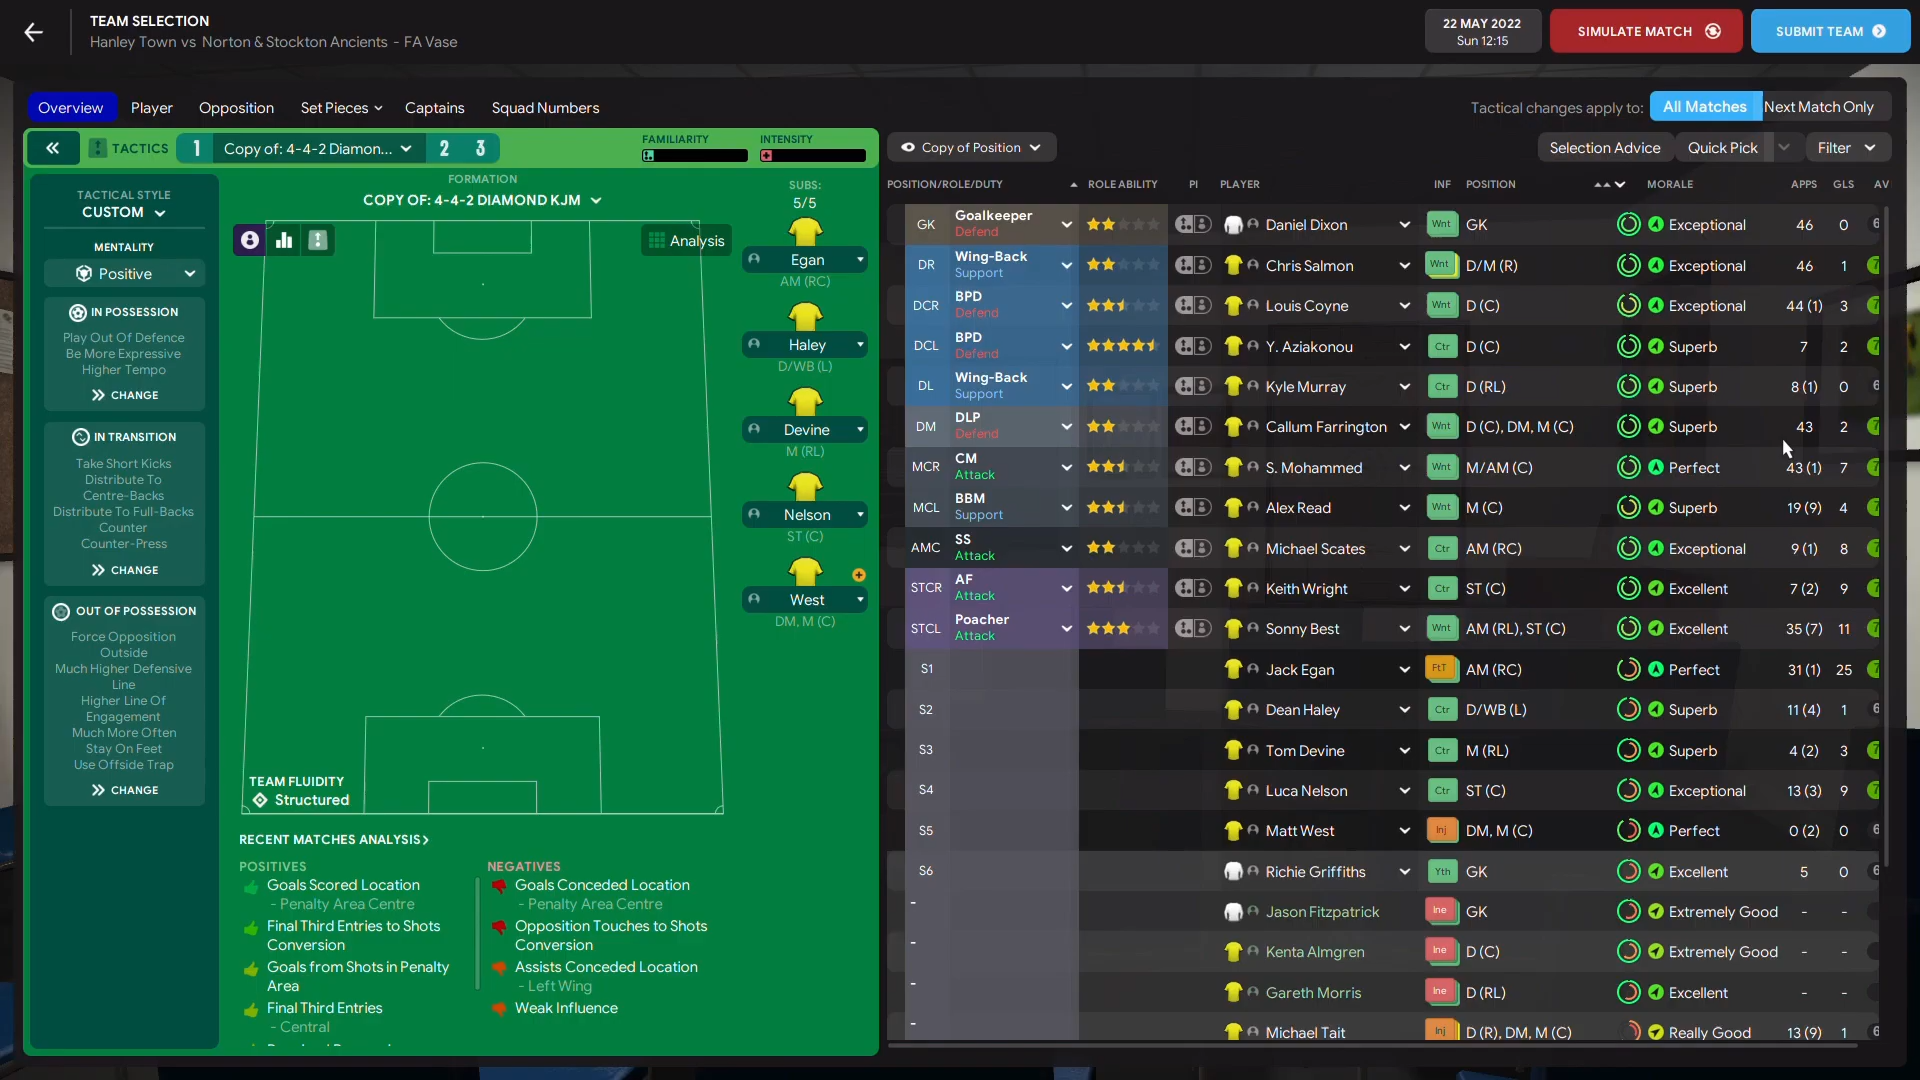 TEAM SELECTION
Hanley Town vs Norton & Stockton Ancients - FA Vase
22 MAY 2022
Sun 12:15
SIMULATE MATCH
SUBMIT TEAM
Overview Player Opposition Set Pieces Captains Squad Numbers
Tactical changes apply to: All Matches Next Match Only
TACTICS 1 Copy of: 4-4-2 Diamon... 2 3
FAMILIARITY
INTENSITY
Copy of Position
Selection Advice Quick Pick Filter
TACTICAL STYLE
CUSTOM
MENTALITY
Positive
IN POSSESSION
Play Out Of Defence
Be More Expressive
Higher Tempo
CHANGE
IN TRANSITION
Take Short Kicks
Distribute To
Centre-Backs
Distribute To Full-Backs
Counter
Counter-Press
CHANGE
OUT OF POSSESSION
Force Opposition
Outside
Much Higher Defensive
Line
Higher Line Of
Engagement
Much More Often
Stay On Feet
Use Offside Trap
CHANGE
FORMATION
COPY OF: 4-4-2 DIAMOND KJM
Analysis
SUBS:
5/5
Egan
AM (RC)
Haley
D/WB (L)
Devine
M (RL)
Nelson
ST (C)
West
DM, M (C)
TEAM FLUIDITY
Structured
RECENT MATCHES ANALYSIS
POSITIVES
Goals Scored Location
- Penalty Area Centre
Final Third Entries to Shots
Conversion
Goals from Shots in Penalty
Area
Final Third Entries
- Central
NEGATIVES
Goals Conceded Location
- Penalty Area Centre
Opposition Touches to Shots
Conversion
Assists Conceded Location
- Left Wing
Weak Influence
POSITION/ROLE/DUTY ROLE ABILITY PI PLAYER INF POSITION MORALE APPS GLS AV
GK Goalkeeper Defend Daniel Dixon Wnt GK Exceptional 46 0 6
DR Wing-Back Support Chris Salmon Wnt D/M (R) Exceptional 46 1 7
DCR BPD Defend Louis Coyne Wnt D (C) Exceptional 44 (1) 3 7
DCL BPD Defend Y. Aziakonou Ctr D (C) Superb 7 2 7
DL Wing-Back Support Kyle Murray Ctr D (RL) Superb 8 (1) 0 6
DM DLP Defend Callum Farrington Wnt D (C), DM, M (C) Superb 43 2 7
MCR CM Attack S. Mohammed Wnt M/AM (C) Perfect 43 (1) 7 7
MCL BBM Support Alex Read Wnt M (C) Superb 19 (9) 4 7
AMC SS Attack Michael Scates Ctr AM (RC) Exceptional 9 (1) 8 7
STCR AF Attack Keith Wright Ctr ST (C) Excellent 7 (2) 9 7
STCL Poacher Attack Sonny Best Wnt AM (RL), ST (C) Excellent 35 (7) 11 7
S1 Jack Egan FtT AM (RC) Perfect 31 (1) 25 7
S2 Dean Haley Ctr D/WB (L) Superb 11 (4) 1 6
S3 Tom Devine Ctr M (RL) Superb 4 (2) 3 7
S4 Luca Nelson Ctr ST (C) Exceptional 13 (3) 9 7
S5 Matt West Inj DM, M (C) Perfect 0 (2) 0 6
S6 Richie Griffiths Yth GK Excellent 5 0 6
- Jason Fitzpatrick Ine GK Extremely Good - -
- Kenta Almgren Ine D (C) Extremely Good - -
- Gareth Morris Ine D (RL) Excellent - -
- Michael Tait Inj D (R), DM, M (C) Really Good 13 (9) 1 6